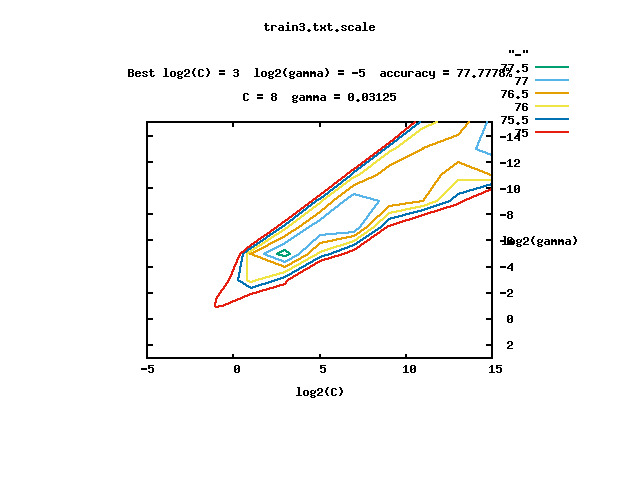 train3.txt.scale
"-"
Best log2(C) = 3 log2(gamma) = -5 accuracy = 77.7778%
77.5
77
C = 8 gamma = 0.03125
76.5
76
75.5
75
-14
-12
-10
-8
-6
log2(gamma)
-4
-2
0
2
-5 0 5 10 15
log2(C)